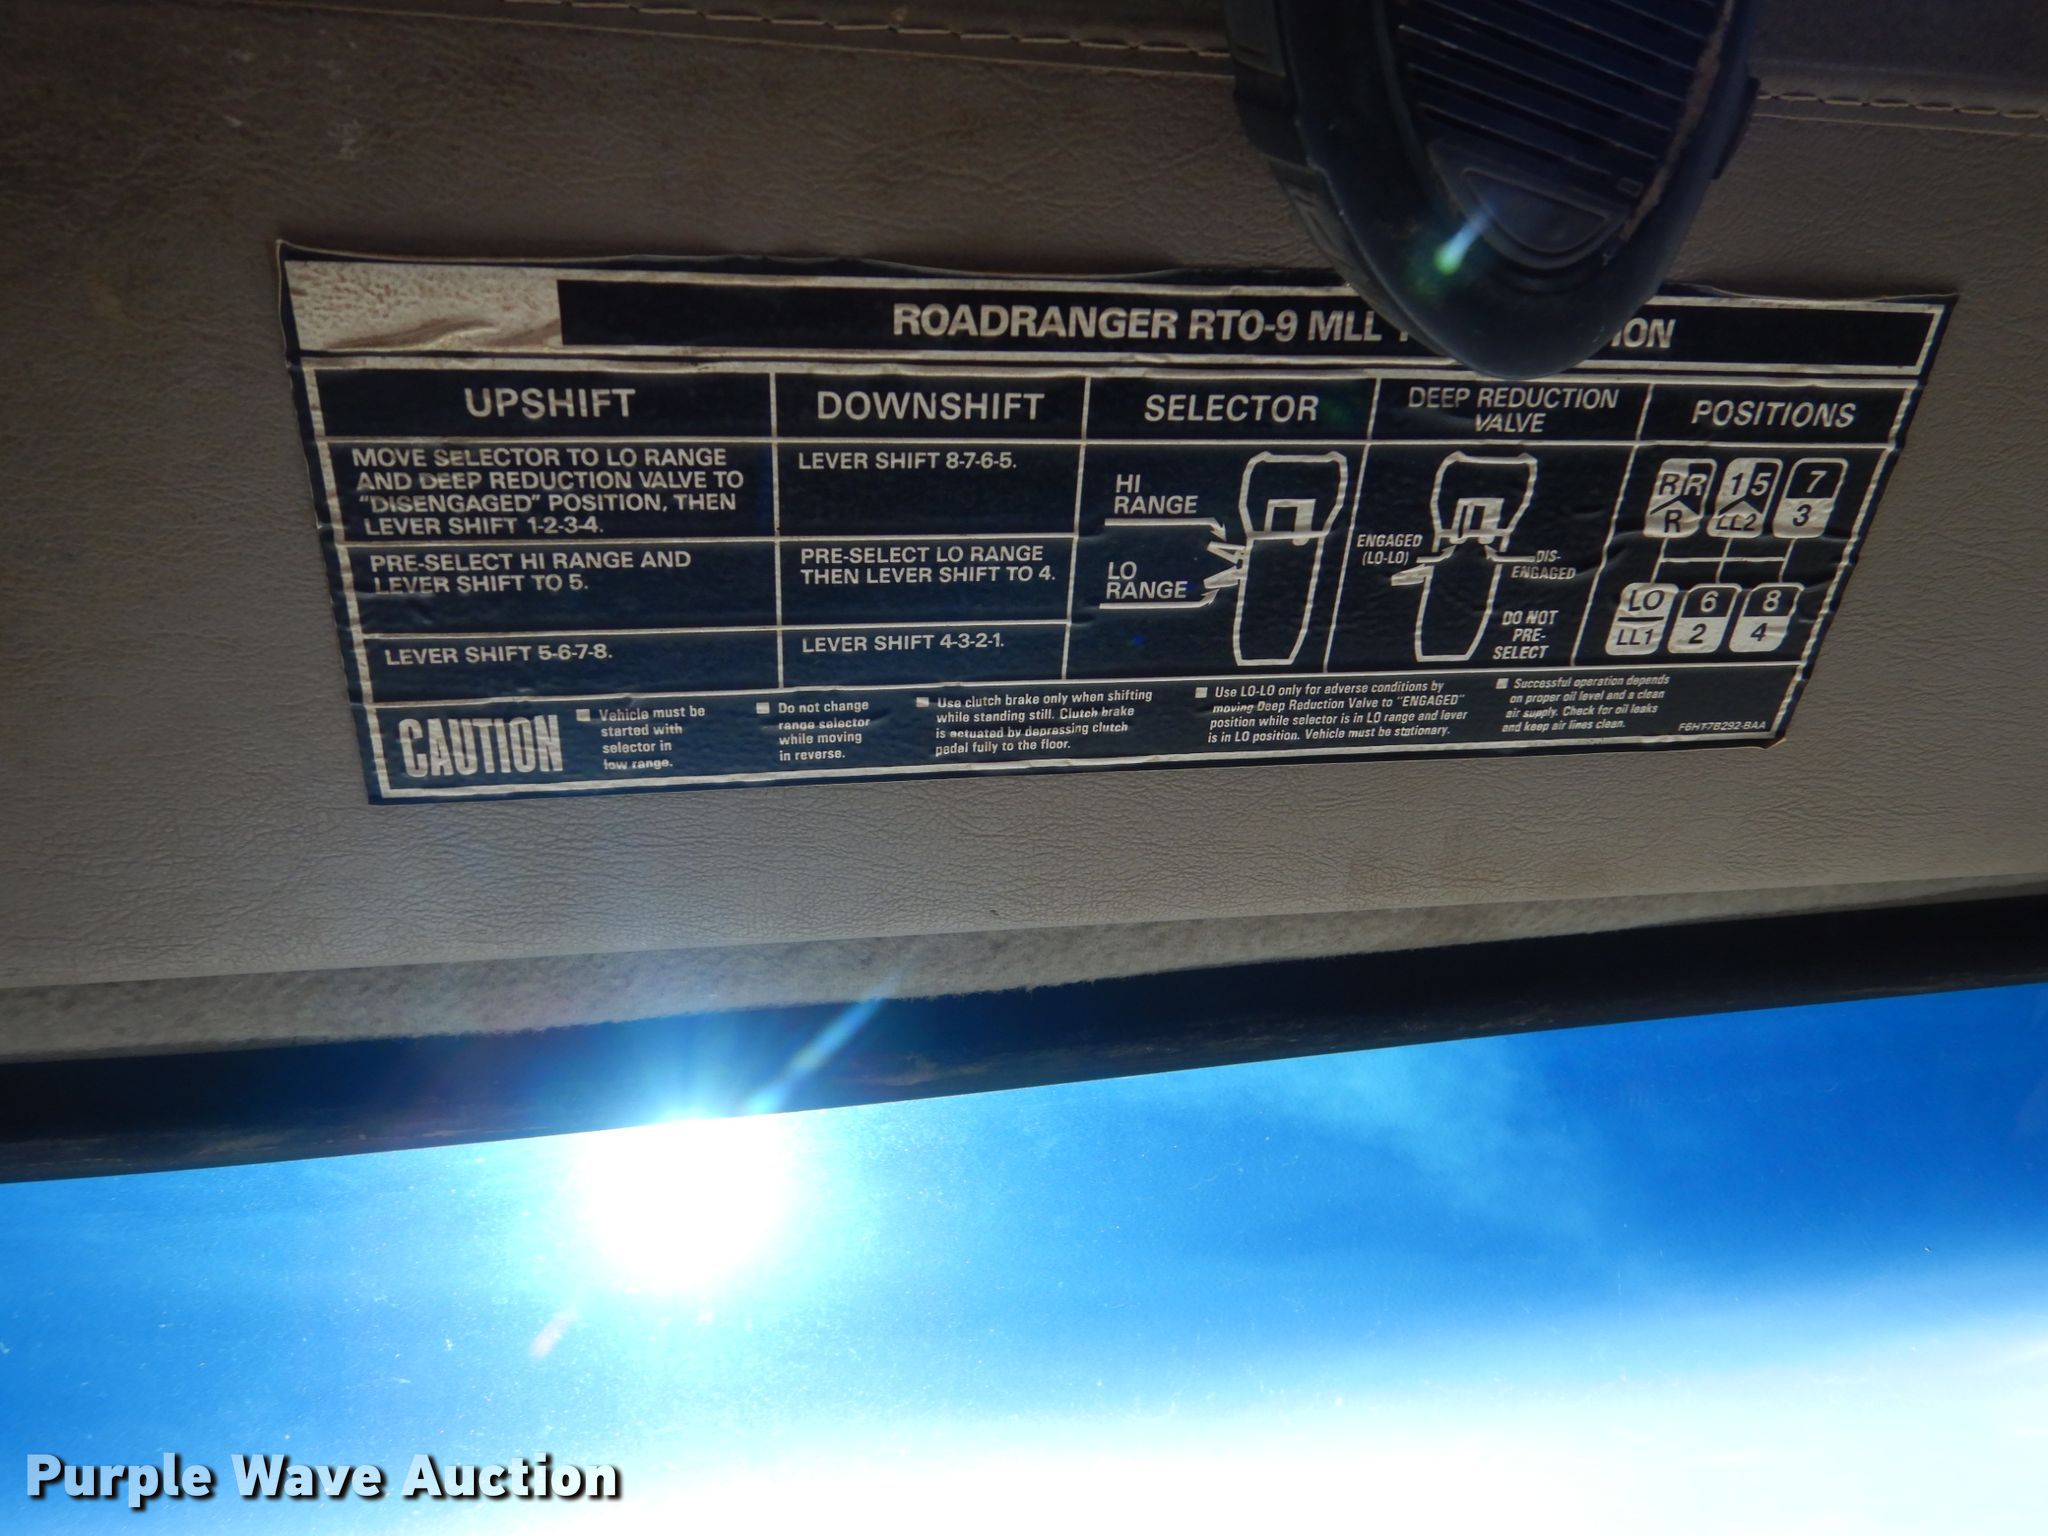 ROADRANGER RTO-9 MLL
UPSHIFT
MOVE SELECTOR TO LO RANGE
AND DEEP REDUCTION VALVE TO
"DISENGAGED" POSITION, THEN
LEVER SHIFT 1-2-3-4.
PRE-SELECT HI RANGE AND
LEVER SHIFT TO 5.
LEVER SHIFT 5-6-7-8.
DOWNSHIFT
LEVER SHIFT 8-7-6-5.
PRE-SELECT LO RANGE
THEN LEVER SHIFT TO 4.
LEVER SHIFT 4-3-2-1.
SELECTOR
HI
RANGE
LO
RANGE
DEEP REDUCTION
VALVE
ENGAGED
(LO-LO)
DIS-
ENGAGED
DO NOT
PRE-
SELECT
POSITIONS
R R 1 5 7
R LL2 3
LO 6 8
LL1 2 4
CAUTION
Vehicle must be
started with
selector in
low range.
Do not change
range selector
while moving
in reverse.
Use clutch brake only when shifting
while standing still. Clutch brake
is actuated by depressing clutch
pedal fully to the floor.
Use LO-LO only for adverse conditions by
moving Deep Reduction Valve to "ENGAGED"
position while selector is in LO range and lever
is in LO position. Vehicle must be stationary.
Successful operation depends
on proper oil level and a clean
air supply. Check for oil leaks
and keep air lines clean.
F6HT-7B292-BAA
Purple Wave Auction